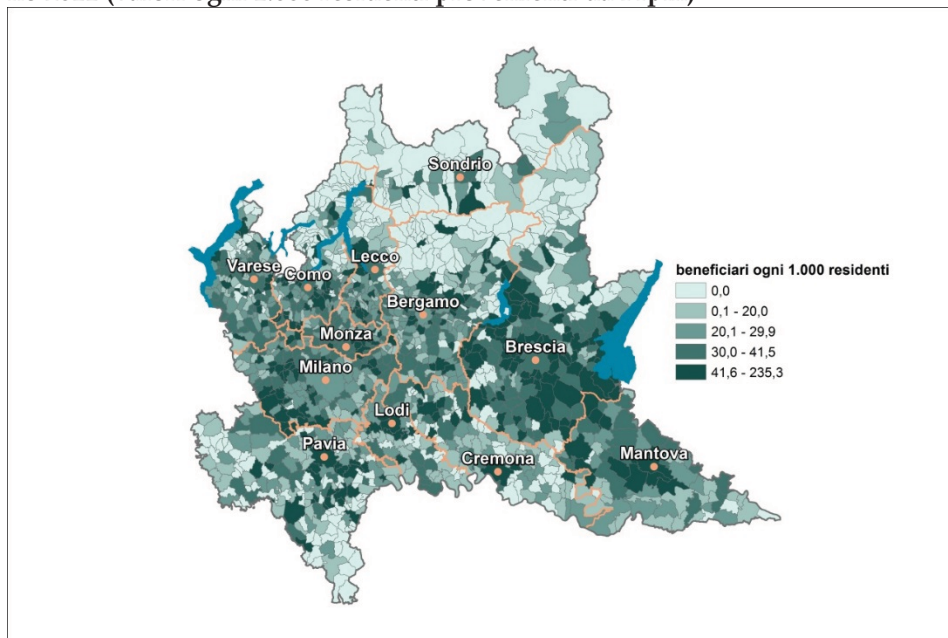 Sondrio
Varese
Como
Lecco
Bergamo
Monza
Milano
Brescia
Lodi
Pavia
Cremona
Mantova
beneficiari ogni 1.000 residenti
0,0
0,1 - 20,0
20,1 - 29,9
30,0 - 41,5
41,6 - 235,3